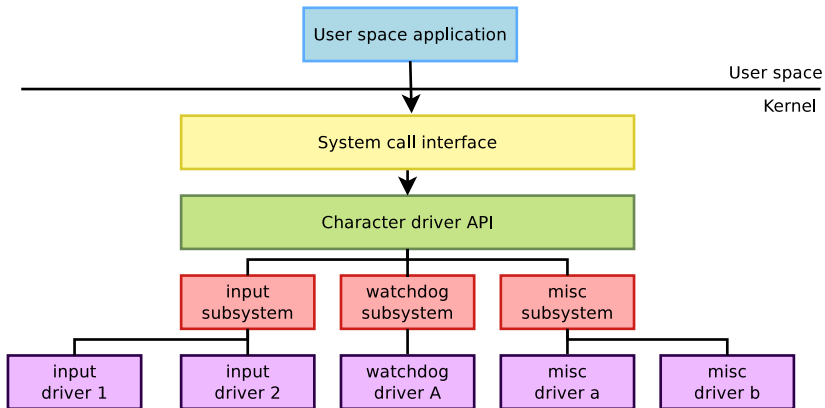 User space application
User space
Kernel
System call interface
Character driver API
input
subsystem
watchdog
subsystem
misc
subsystem
input
driver 1
input
driver 2
watchdog
driver A
misc
driver a
misc
driver b